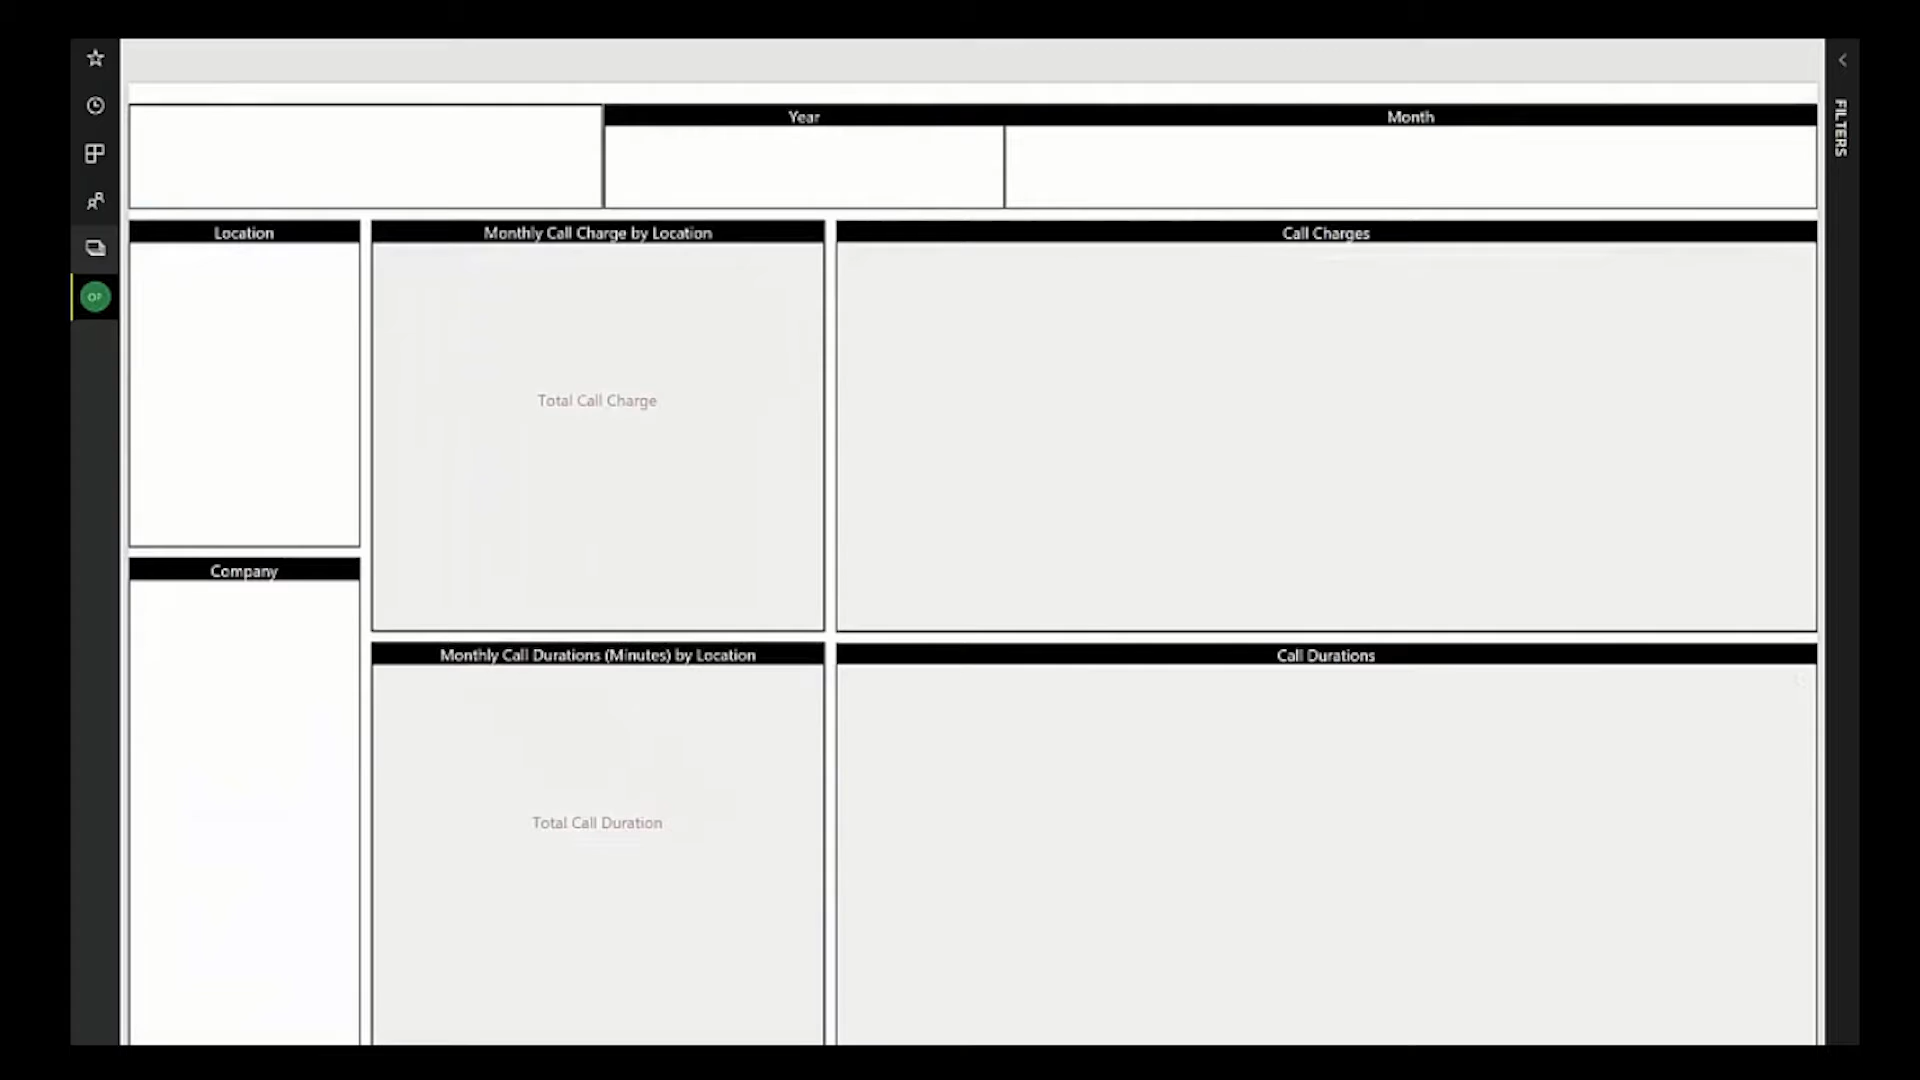 Year
Month
FILTERS
Location
Monthly Call Charge by Location
Call Charges
Total Call Charge
OP
Company
Monthly Call Durations (Minutes) by Location
Call Durations
Total Call Duration